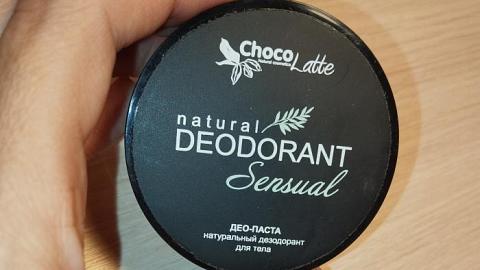 Choco
Natural cosmetics
Latte
natural
DEODORANT
Sensual
ДЕО-ПАСТА
натуральный дезодорант
для тела